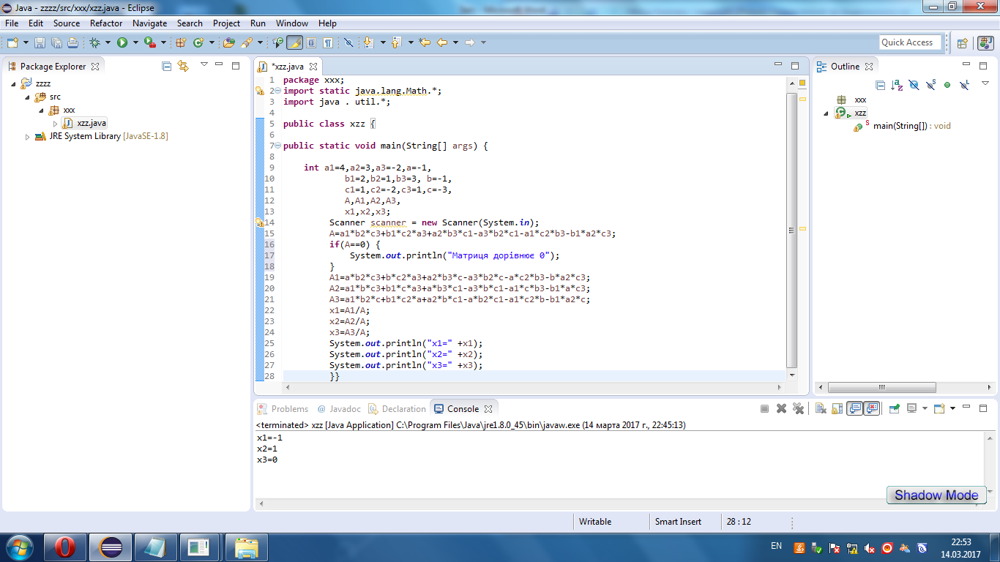 Java - zzzz/src/xxx/xzz.java - Eclipse
File Edit Source Refactor Navigate Search Project Run Window Help
Quick Access
Package Explorer
zzzz
src
xxx
xzz.java
JRE System Library [JavaSE-1.8]
*xzz.java
1 package xxx;
2 import static java.lang.Math.*;
3 import java . util.*;
4
5 public class xzz {
6
7 public static void main(String[] args) {
8
9 int a1=4,a2=3,a3=-2,a=-1,
10 b1=2,b2=1,b3=3, b=-1,
11 c1=1,c2=-2,c3=1,c=-3,
12 A,A1,A2,A3,
13 x1,x2,x3;
14 Scanner scanner = new Scanner(System.in);
15 A=a1*b2*c3+b1*c2*a3+a2*b3*c1-a3*b2*c1-a1*c2*b3-b1*a2*c3;
16 if(A==0) {
17 System.out.println("Матриця дорівнює 0");
18 }
19 A1=a*b2*c3+b*c2*a3+a2*b3*c-a3*b2*c-a*c2*b3-b*a2*c3;
20 A2=a1*b*c3+b1*c*a3+a*b3*c1-a3*b*c1-a1*c*b3-b1*a*c3;
21 A3=a1*b2*c+b1*c2*a+a2*b*c1-a*b2*c1-a1*c2*b-b1*a2*c;
22 x1=A1/A;
23 x2=A2/A;
24 x3=A3/A;
25 System.out.println("x1=" +x1);
26 System.out.println("x2=" +x2);
27 System.out.println("x3=" +x3);
28 }}
Outline
xxx
xzz
main(String[]) : void
Problems @ Javadoc Declaration Console
<terminated> xzz [Java Application] C:\Program Files\Java\jre1.8.0_45\bin\javaw.exe (14 марта 2017 г., 22:45:13)
x1=-1
x2=1
x3=0
Shadow Mode
Writable Smart Insert 28 : 12
EN
22:53
14.03.2017